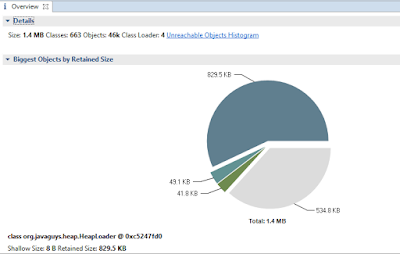 Overview
Details
Size: 1.4 MB Classes: 663 Objects: 46k Class Loader: 4 Unreachable Objects Histogram
Biggest Objects by Retained Size
829.5 KB
49.1 KB
41.8 KB
534.8 KB
Total: 1.4 MB
class org.javaguys.heap.HeapLoader @ 0xc5247fd0
Shallow Size: 8 B Retained Size: 829.5 KB